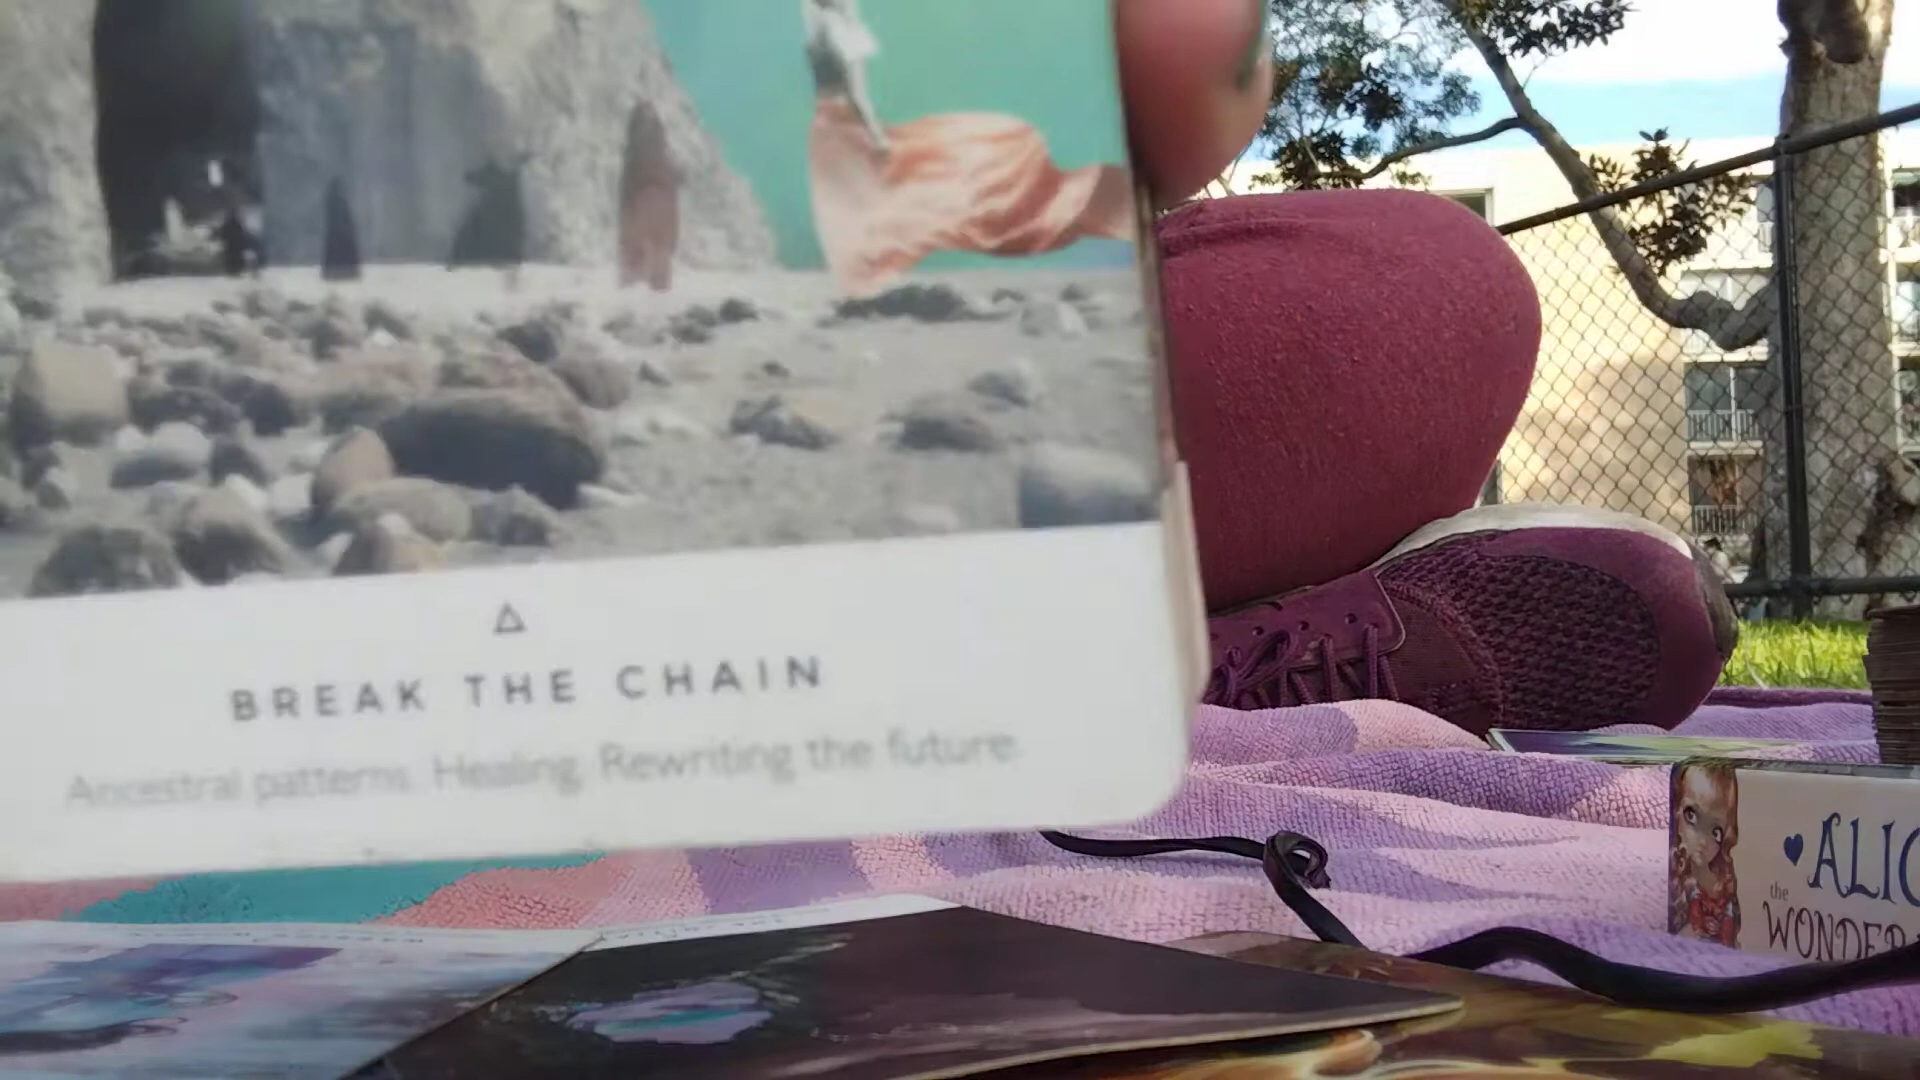 BREAK THE CHAIN
Ancestral patterns. Healing. Rewriting the future.
ALIC
the
WONDER